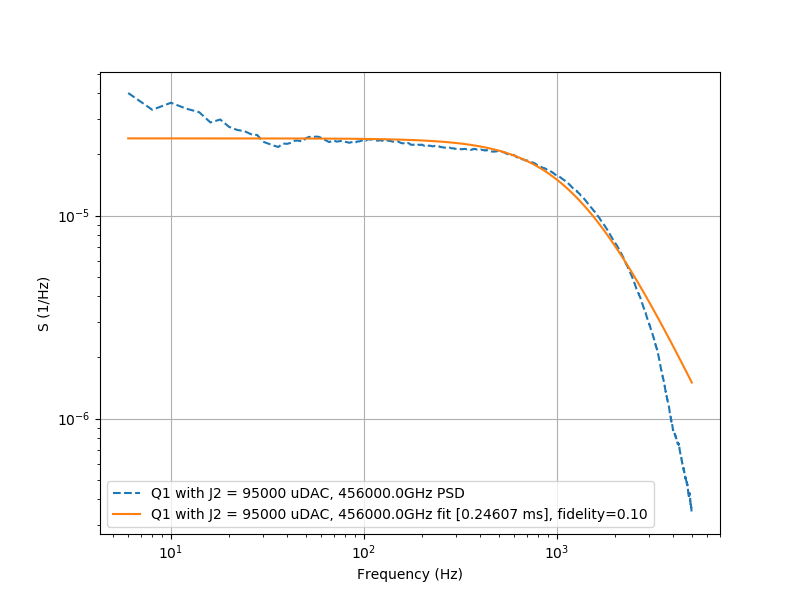 S (1/Hz)
10⁻⁵
10⁻⁶
Q1 with J2 = 95000 uDAC, 456000.0GHz PSD
Q1 with J2 = 95000 uDAC, 456000.0GHz fit [0.24607 ms], fidelity=0.10
10¹ 10² 10³
Frequency (Hz)